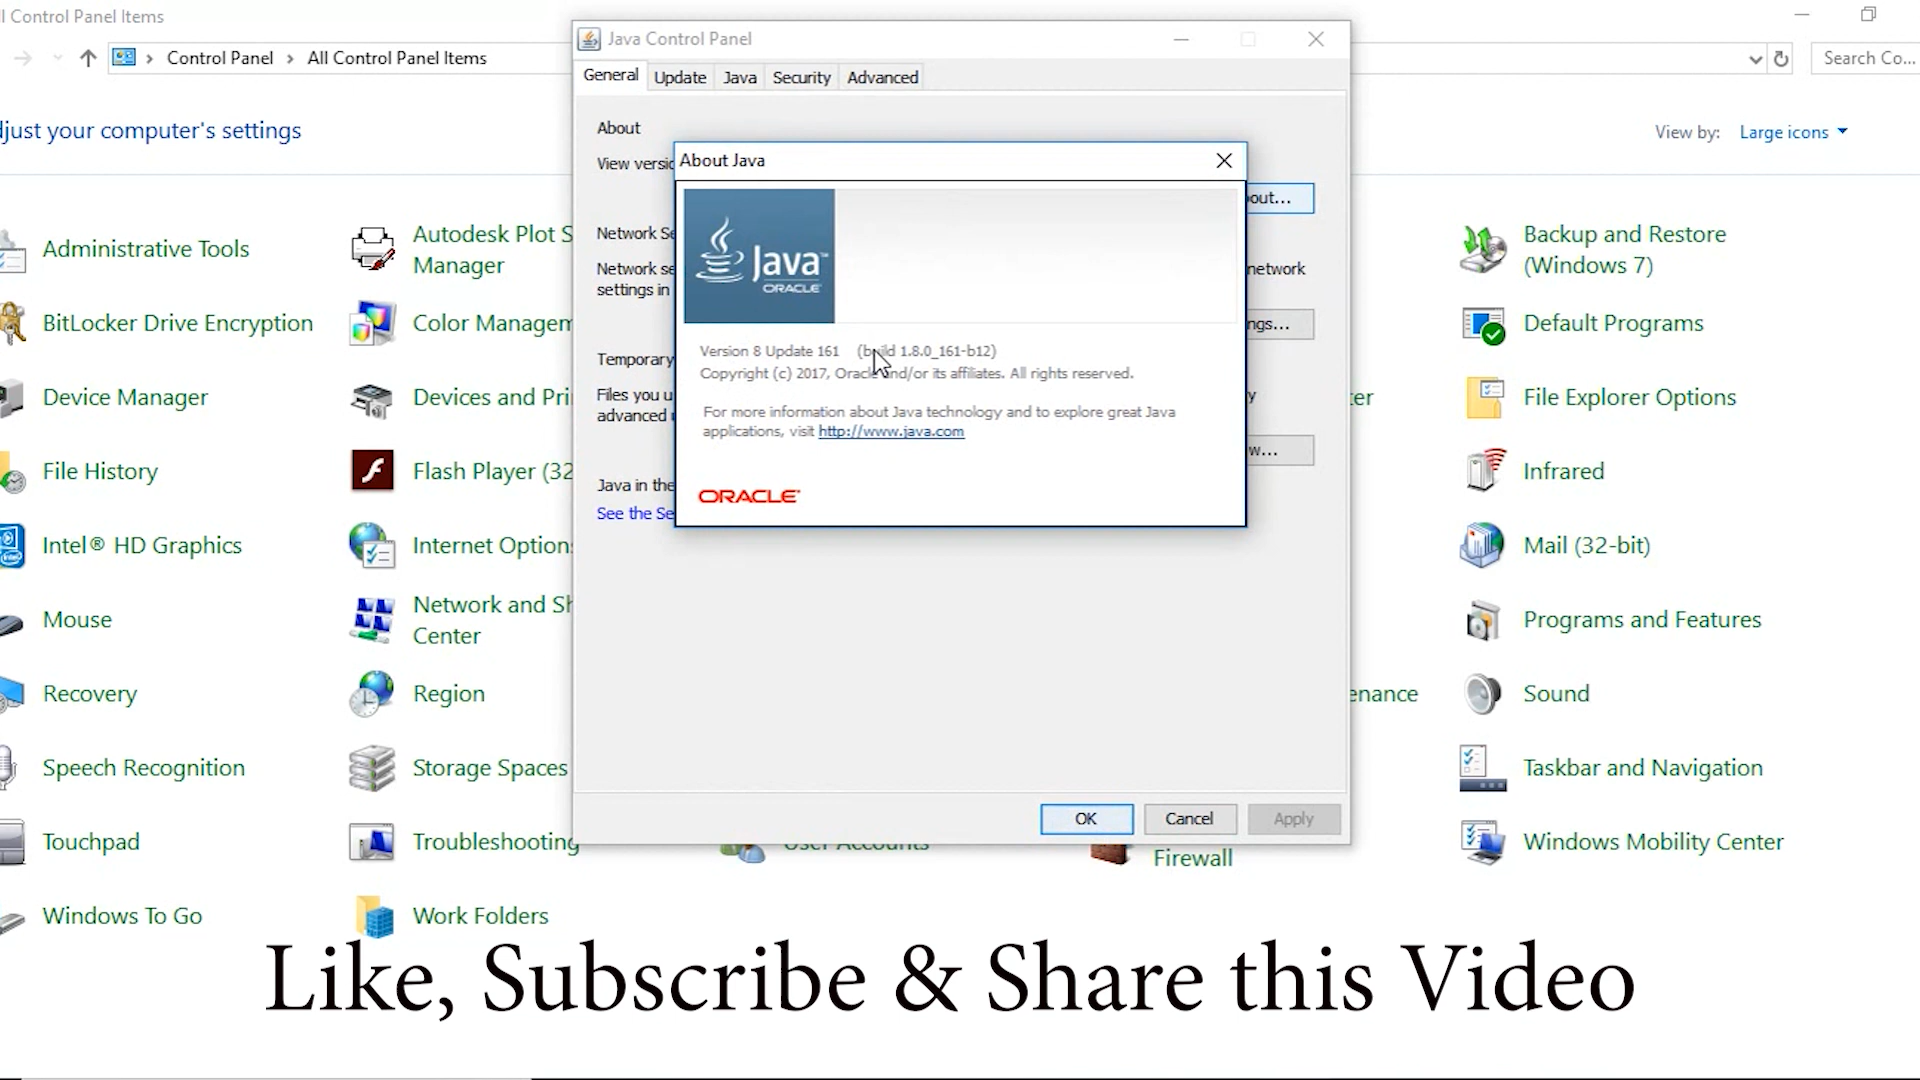 l Control Panel Items
Control Panel > All Control Panel Items
Search Co...
djust your computer's settings
View by: Large icons
Administrative Tools
Autodesk Plot S
Manager
Backup and Restore
(Windows 7)
BitLocker Drive Encryption
Color Managem
Default Programs
Device Manager
Devices and Pri
ter
File Explorer Options
File History
Flash Player (32
Infrared
Intel® HD Graphics
Internet Option
Mail (32-bit)
Mouse
Network and Sh
Center
Programs and Features
Recovery
Region
enance
Sound
Speech Recognition
Storage Spaces
Taskbar and Navigation
Touchpad
Troubleshooting
User Accounts
Firewall
Windows Mobility Center
Windows To Go
Work Folders
Java Control Panel
General Update Java Security Advanced
About
View versio
out...
Network Se
Network se
network
settings in
ngs...
Temporary
Files you u
y
advanced
w...
Java in the
See the Se
OK Cancel Apply
About Java
Java™
ORACLE
Version 8 Update 161 (build 1.8.0_161-b12)
Copyright (c) 2017, Oracle and/or its affiliates. All rights reserved.
For more information about Java technology and to explore great Java
applications, visit http://www.java.com
ORACLE
Like, Subscribe & Share this Video